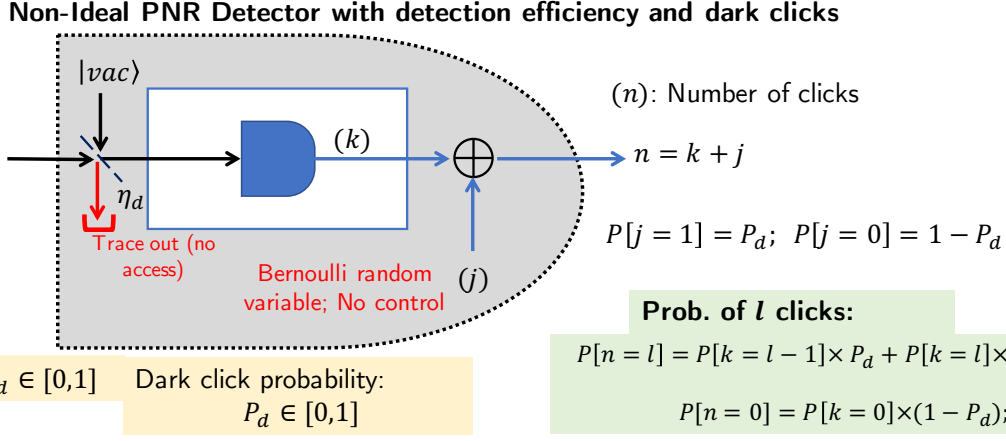 Non-Ideal PNR Detector with detection efficiency and dark clicks
|vac⟩
(k)
η_d
Trace out (no
access)
Bernoulli random
variable; No control
(j)
(n): Number of clicks
n = k + j
P[j = 1] = P_d; P[j = 0] = 1 − P_d
Prob. of l clicks:
P[n = l] = P[k = l − 1]× P_d + P[k = l]×
P[n = 0] = P[k = 0]×(1 − P_d);
_d ∈ [0,1]
Dark click probability:
P_d ∈ [0,1]